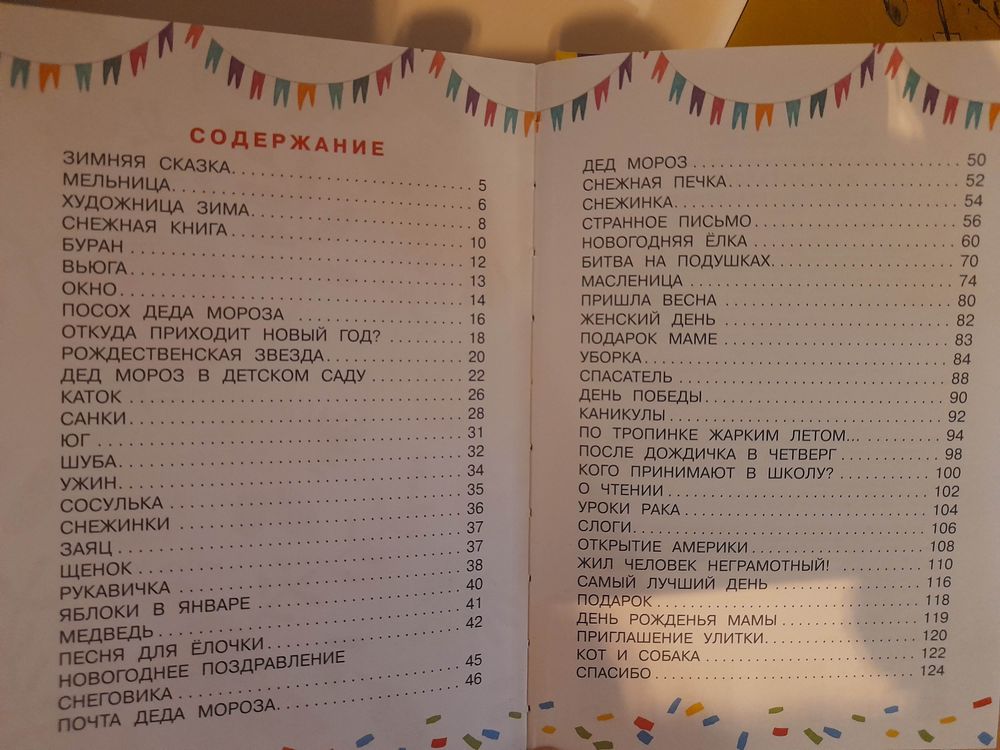 СОДЕРЖАНИЕ
ЗИМНЯЯ СКАЗКА. . . . . . . . . . . . . . . . . . . . . . . 5
МЕЛЬНИЦА. . . . . . . . . . . . . . . . . . . . . . . . . . . . 6
ХУДОЖНИЦА ЗИМА. . . . . . . . . . . . . . . . . . . . . 8
СНЕЖНАЯ КНИГА . . . . . . . . . . . . . . . . . . . . . . 10
БУРАН . . . . . . . . . . . . . . . . . . . . . . . . . . . . . . 12
ВЬЮГА . . . . . . . . . . . . . . . . . . . . . . . . . . . . . . 13
ОКНО. . . . . . . . . . . . . . . . . . . . . . . . . . . . . . . 14
ПОСОХ ДЕДА МОРОЗА . . . . . . . . . . . . . . . . 16
ОТКУДА ПРИХОДИТ НОВЫЙ ГОД? . . . . . . . . 18
РОЖДЕСТВЕНСКАЯ ЗВЕЗДА. . . . . . . . . . . . . . 20
ДЕД МОРОЗ В ДЕТСКОМ САДУ . . . . . . . . . . 22
КАТОК . . . . . . . . . . . . . . . . . . . . . . . . . . . . . . 26
САНКИ . . . . . . . . . . . . . . . . . . . . . . . . . . . . . . 28
ЮГ . . . . . . . . . . . . . . . . . . . . . . . . . . . . . . . . . 31
ШУБА. . . . . . . . . . . . . . . . . . . . . . . . . . . . . . . 32
УЖИН. . . . . . . . . . . . . . . . . . . . . . . . . . . . . . . 34
СОСУЛЬКА . . . . . . . . . . . . . . . . . . . . . . . . . . . 35
СНЕЖИНКИ . . . . . . . . . . . . . . . . . . . . . . . . . . . 36
ЗАЯЦ . . . . . . . . . . . . . . . . . . . . . . . . . . . . . . . 37
ЩЕНОК . . . . . . . . . . . . . . . . . . . . . . . . . . . . . . 37
РУКАВИЧКА . . . . . . . . . . . . . . . . . . . . . . . . . . . 38
ЯБЛОКИ В ЯНВАРЕ . . . . . . . . . . . . . . . . . . . . 40
МЕДВЕДЬ . . . . . . . . . . . . . . . . . . . . . . . . . . . . 41
ПЕСНЯ ДЛЯ ЁЛОЧКИ. . . . . . . . . . . . . . . . . . . 42
НОВОГОДНЕЕ ПОЗДРАВЛЕНИЕ
СНЕГОВИКА . . . . . . . . . . . . . . . . . . . . . . . . . . . 45
ПОЧТА ДЕДА МОРОЗА. . . . . . . . . . . . . . . . . . 46
ДЕД МОРОЗ . . . . . . . . . . . . . . . . . . . . . . . . . . 50
СНЕЖНАЯ ПЕЧКА . . . . . . . . . . . . . . . . . . . . . . 52
СНЕЖИНКА . . . . . . . . . . . . . . . . . . . . . . . . . . . 54
СТРАННОЕ ПИСЬМО . . . . . . . . . . . . . . . . . . . . 56
НОВОГОДНЯЯ ЁЛКА . . . . . . . . . . . . . . . . . . . . 60
БИТВА НА ПОДУШКАХ. . . . . . . . . . . . . . . . . . 70
МАСЛЕНИЦА . . . . . . . . . . . . . . . . . . . . . . . . . . 74
ПРИШЛА ВЕСНА . . . . . . . . . . . . . . . . . . . . . . . 80
ЖЕНСКИЙ ДЕНЬ . . . . . . . . . . . . . . . . . . . . . . . 82
ПОДАРОК МАМЕ . . . . . . . . . . . . . . . . . . . . . . . 83
УБОРКА . . . . . . . . . . . . . . . . . . . . . . . . . . . . . . 84
СПАСАТЕЛЬ . . . . . . . . . . . . . . . . . . . . . . . . . . . 88
ДЕНЬ ПОБЕДЫ. . . . . . . . . . . . . . . . . . . . . . . . 90
КАНИКУЛЫ . . . . . . . . . . . . . . . . . . . . . . . . . . . 92
ПО ТРОПИНКЕ ЖАРКИМ ЛЕТОМ... . . . . . . . . 94
ПОСЛЕ ДОЖДИЧКА В ЧЕТВЕРГ . . . . . . . . . . 98
КОГО ПРИНИМАЮТ В ШКОЛУ? . . . . . . . . . . 100
О ЧТЕНИИ . . . . . . . . . . . . . . . . . . . . . . . . . . . 102
УРОКИ РАКА . . . . . . . . . . . . . . . . . . . . . . . . . 104
СЛОГИ. . . . . . . . . . . . . . . . . . . . . . . . . . . . . . 106
ОТКРЫТИЕ АМЕРИКИ . . . . . . . . . . . . . . . . . . 108
ЖИЛ ЧЕЛОВЕК НЕГРАМОТНЫЙ! . . . . . . . . . 110
САМЫЙ ЛУЧШИЙ ДЕНЬ . . . . . . . . . . . . . . . . 116
ПОДАРОК . . . . . . . . . . . . . . . . . . . . . . . . . . . . 118
ДЕНЬ РОЖДЕНЬЯ МАМЫ . . . . . . . . . . . . . . . 119
ПРИГЛАШЕНИЕ УЛИТКИ. . . . . . . . . . . . . . . . 120
КОТ И СОБАКА . . . . . . . . . . . . . . . . . . . . . . . 122
СПАСИБО . . . . . . . . . . . . . . . . . . . . . . . . . . . . 124